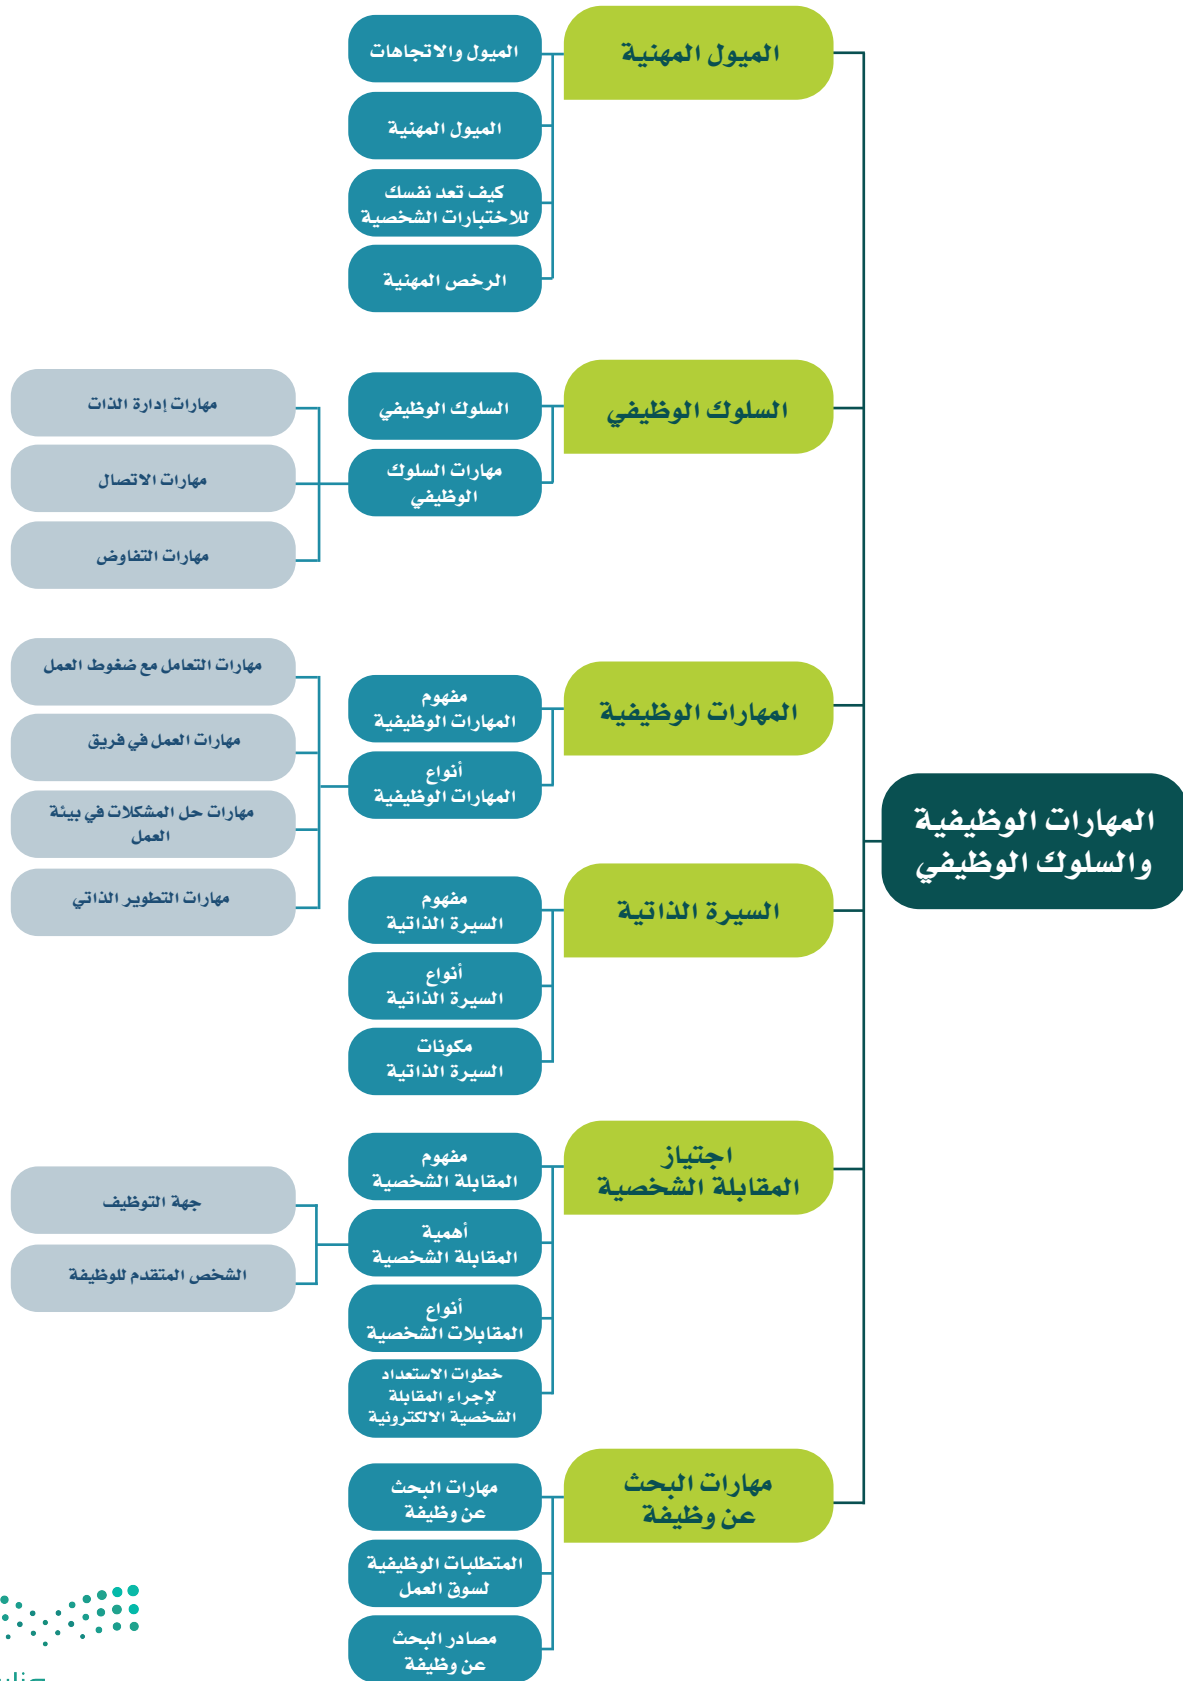 المهارات الوظيفية
والسلوك الوظيفي
الميول المهنية
الميول والاتجاهات
الميول المهنية
كيف تعد نفسك
للاختبارات الشخصية
الرخص المهنية
السلوك الوظيفي
السلوك الوظيفي
مهارات السلوك
الوظيفي
مهارات إدارة الذات
مهارات الاتصال
مهارات التفاوض
المهارات الوظيفية
مفهوم
المهارات الوظيفية
أنواع
المهارات الوظيفية
مهارات التعامل مع ضغوط العمل
مهارات العمل في فريق
مهارات حل المشكلات في بيئة
العمل
مهارات التطوير الذاتي
السيرة الذاتية
مفهوم
السيرة الذاتية
أنواع
السيرة الذاتية
مكونات
السيرة الذاتية
اجتياز
المقابلة الشخصية
مفهوم
المقابلة الشخصية
أهمية
المقابلة الشخصية
جهة التوظيف
الشخص المتقدم للوظيفة
أنواع
المقابلات الشخصية
خطوات الاستعداد
لإجراء المقابلة
الشخصية الالكترونية
مهارات البحث
عن وظيفة
مهارات البحث
عن وظيفة
المتطلبات الوظيفية
لسوق العمل
مصادر البحث
عن وظيفة